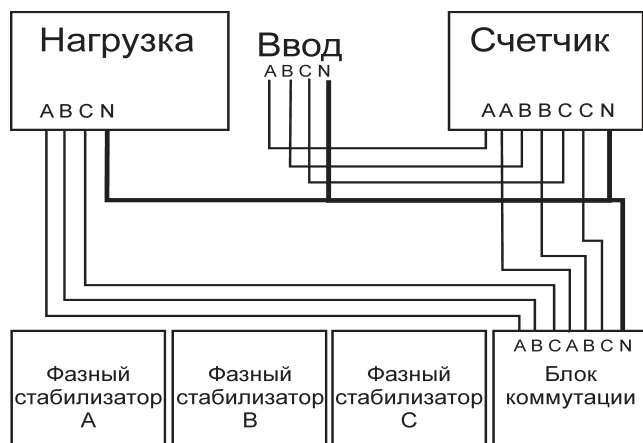 Нагрузка
Ввод
Счетчик
A B C N
A B C N
A A B B C C N
A B C A B C N
Фазный
стабилизатор
A
Фазный
стабилизатор
B
Фазный
стабилизатор
C
Блок
коммутации